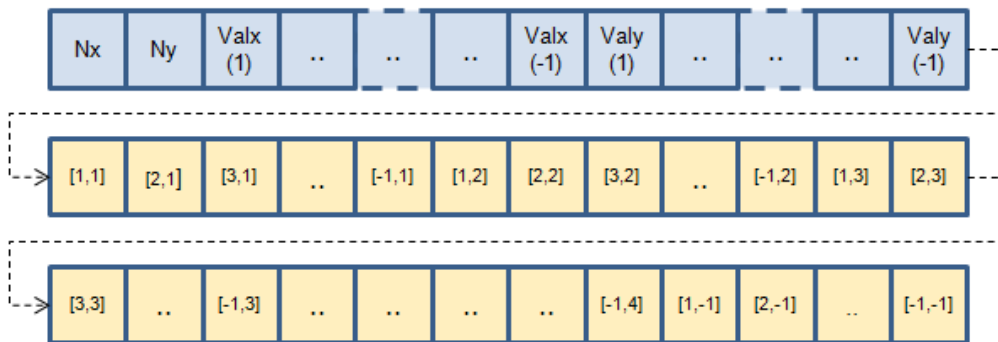 Nx Ny Valx (1) .. .. .. Valx (-1) Valy (1) .. .. .. Valy (-1)
[1,1] [2,1] [3,1] .. [-1,1] [1,2] [2,2] [3,2] .. [-1,2] [1,3] [2,3]
[3,3] .. [-1,3] .. .. .. .. [-1,4] [1,-1] [2,-1] .. [-1,-1]